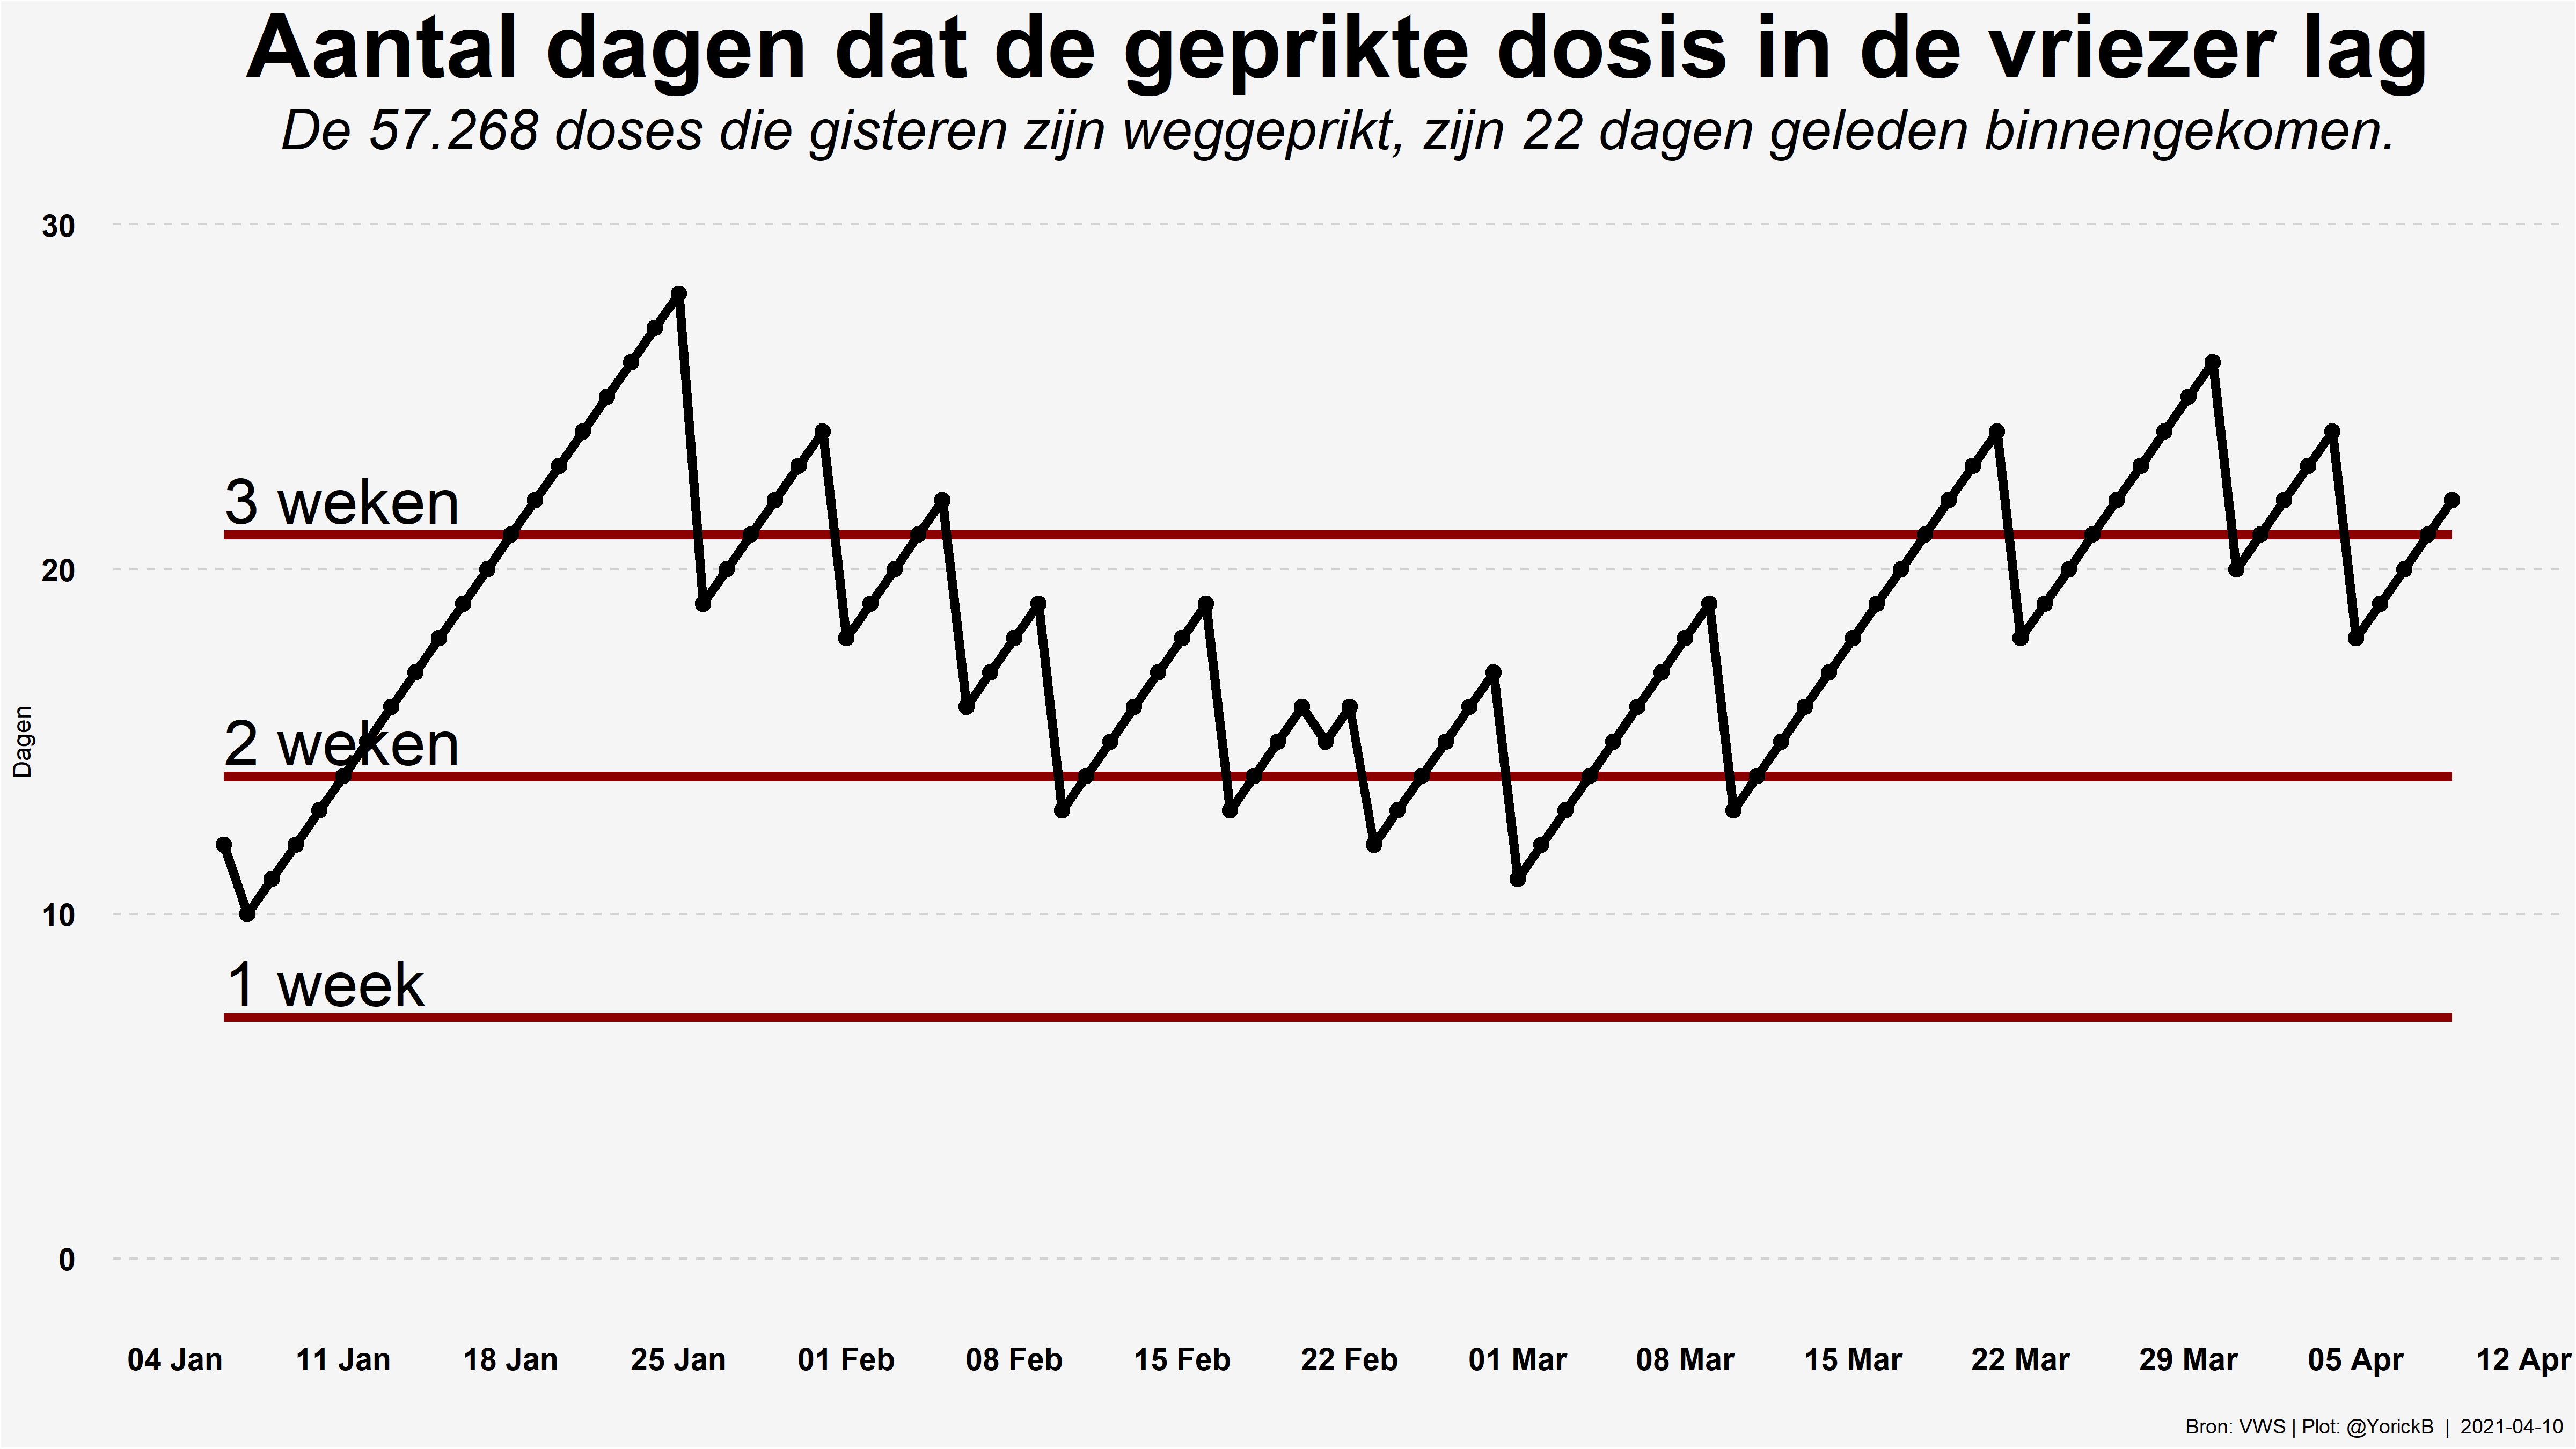 Aantal dagen dat de geprikte dosis in de vriezer lag
De 57.268 doses die gisteren zijn weggeprikt, zijn 22 dagen geleden binnengekomen.
30
3 weken
20
2 weken
Dagen
10
1 week
0
04 Jan 11 Jan 18 Jan 25 Jan 01 Feb 08 Feb 15 Feb 22 Feb 01 Mar 08 Mar 15 Mar 22 Mar 29 Mar 05 Apr 12 Apr
Bron: VWS | Plot: @YorickB | 2021-04-10